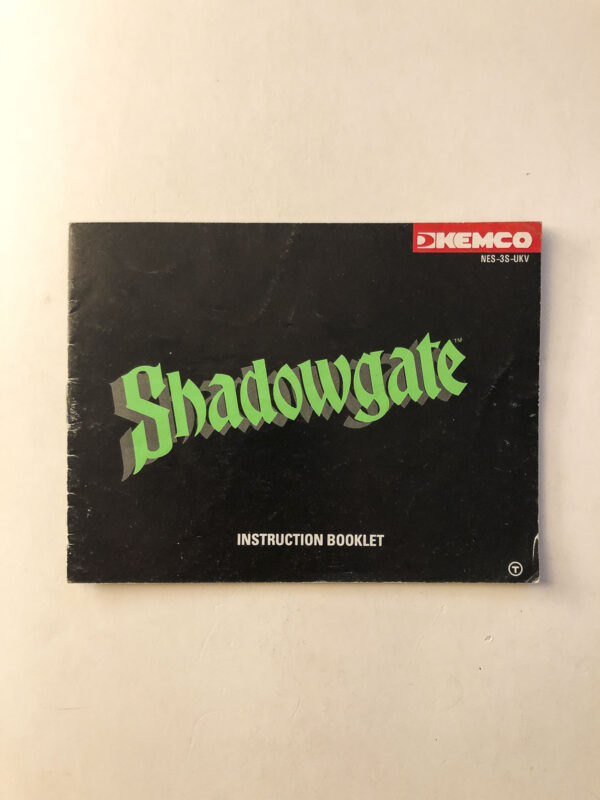 KEMCO
NES-3S-UKV
Shadowgate™
INSTRUCTION BOOKLET
T